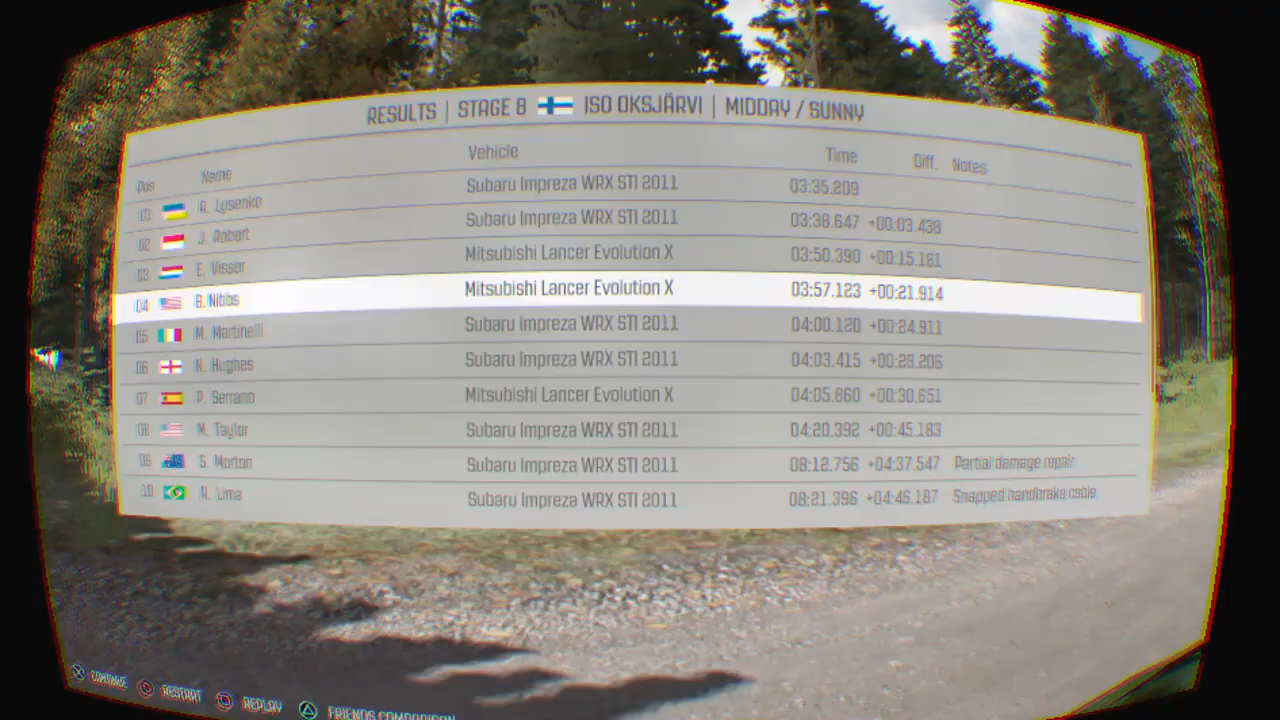 RESULTS | STAGE 8 ISO OKSJÄRVI | MIDDAY / SUNNY
Pos Name Vehicle Time Diff. Notes
01 R. Lysenko Subaru Impreza WRX STI 2011 03:35.209
02 J. Robert Subaru Impreza WRX STI 2011 03:38.647 +00:03.438
03 E. Visser Mitsubishi Lancer Evolution X 03:50.390 +00:15.181
04 B. Nibbs Mitsubishi Lancer Evolution X 03:57.123 +00:21.914
05 M. Martinelli Subaru Impreza WRX STI 2011 04:00.120 +00:24.911
06 N. Hughes Subaru Impreza WRX STI 2011 04:03.415 +00:28.206
07 P. Serrano Mitsubishi Lancer Evolution X 04:05.860 +00:30.651
08 M. Taylor Subaru Impreza WRX STI 2011 04:20.392 +00:45.183
09 S. Morton Subaru Impreza WRX STI 2011 08:12.756 +04:37.547 Partial damage repair
10 R. Lima Subaru Impreza WRX STI 2011 08:21.396 +04:46.187 Snapped handbrake cable
CONTINUE RESTART REPLAY FRIENDS COMPARISON